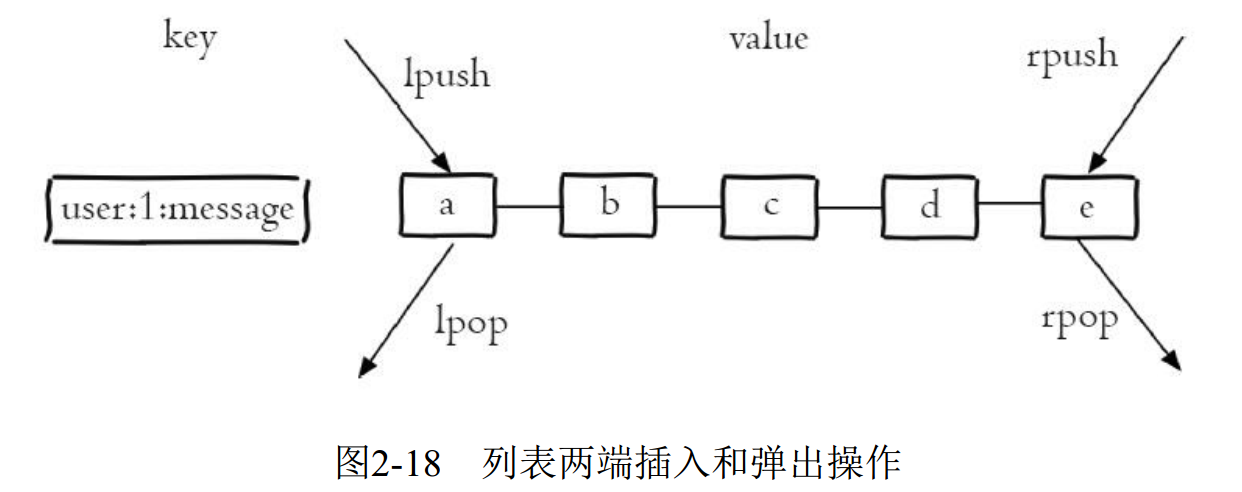 key
value
lpush
rpush
user:1:message
a
b
c
d
e
lpop
rpop
图2-18 列表两端插入和弹出操作